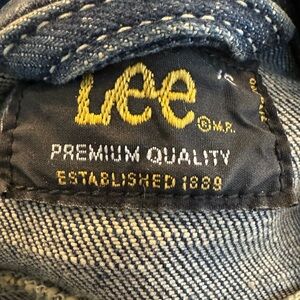 Lee
® M.R.
PREMIUM QUALITY
ESTABLISHED 1889